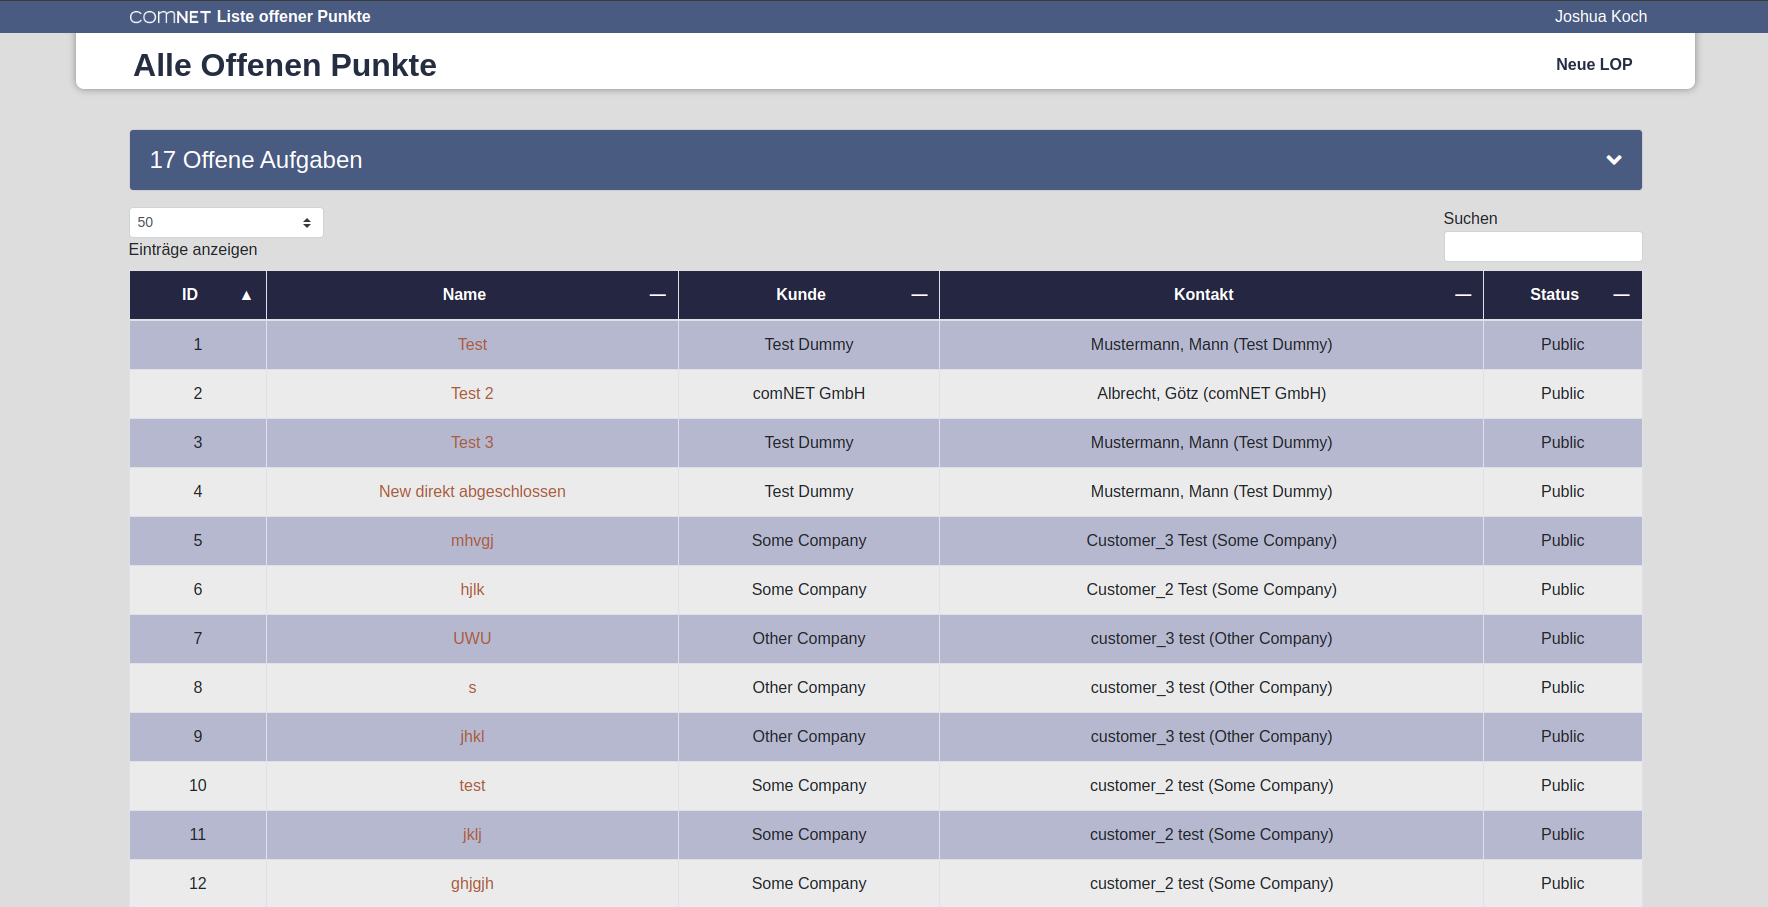 comNET Liste offener Punkte Joshua Koch
Alle Offenen Punkte Neue LOP
17 Offene Aufgaben
50
Einträge anzeigen
Suchen
ID ▲ Name — Kunde — Kontakt — Status —
1 Test Test Dummy Mustermann, Mann (Test Dummy) Public
2 Test 2 comNET GmbH Albrecht, Götz (comNET GmbH) Public
3 Test 3 Test Dummy Mustermann, Mann (Test Dummy) Public
4 New direkt abgeschlossen Test Dummy Mustermann, Mann (Test Dummy) Public
5 mhvgj Some Company Customer_3 Test (Some Company) Public
6 hjlk Some Company Customer_2 Test (Some Company) Public
7 UWU Other Company customer_3 test (Other Company) Public
8 s Other Company customer_3 test (Other Company) Public
9 jhkl Other Company customer_3 test (Other Company) Public
10 test Some Company customer_2 test (Some Company) Public
11 jklj Some Company customer_2 test (Some Company) Public
12 ghjgjh Some Company customer_2 test (Some Company) Public